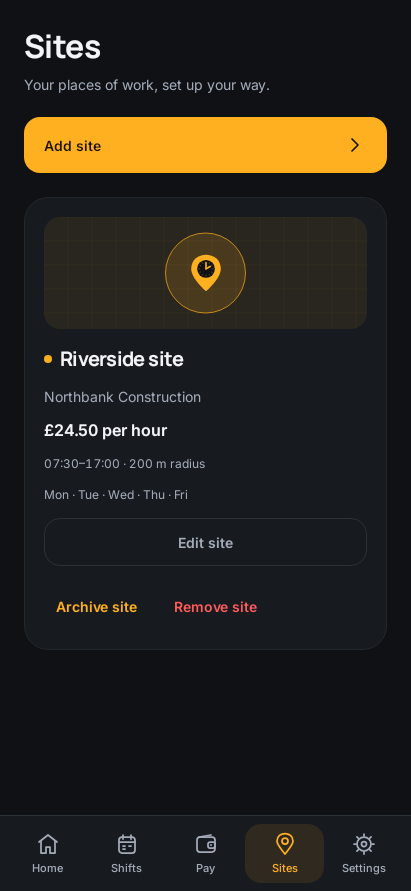 Sites
Your places of work, set up your way.
Add site
Riverside site
Northbank Construction
£24.50 per hour
07:30–17:00 · 200 m radius
Mon · Tue · Wed · Thu · Fri
Edit site
Archive site Remove site
Home Shifts Pay Sites Settings